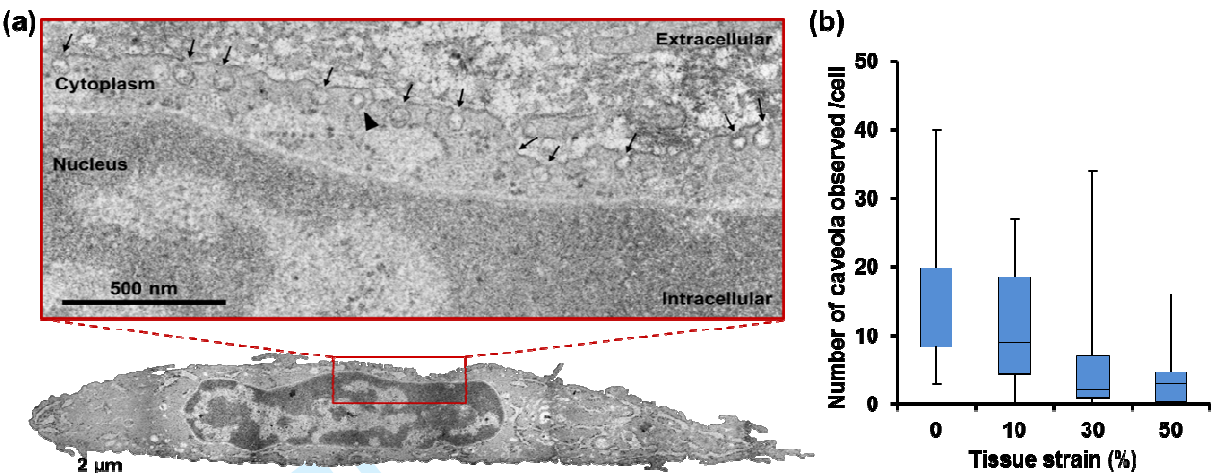 (a)
Extracellular
Cytoplasm
Nucleus
500 nm
Intracellular
2 µm
(b)
Number of caveola observed /cell
50
40
30
20
10
0
0 10 30 50
Tissue strain (%)